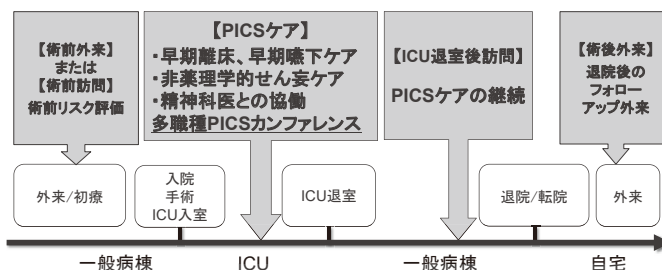 【術前外来】
または
【術前訪問】
術前リスク評価
【PICSケア】
・早期離床、早期嚥下ケア
・非薬理学的せん妄ケア
・精神科医との協働
多職種PICSカンファレンス
【ICU退室後訪問】
PICSケアの継続
【術後外来】
退院後の
フォロー
アップ外来
外来/初療
入院
手術
ICU入室
ICU退室
退院/転院
外来
一般病棟
ICU
一般病棟
自宅